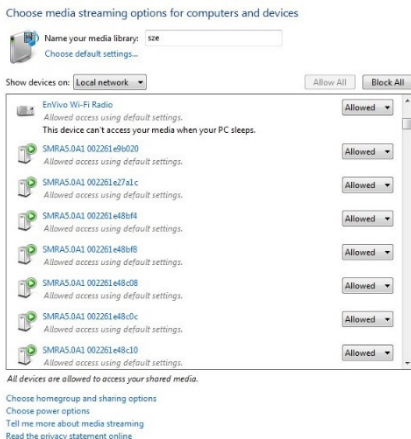 Choose media streaming options for computers and devices
Name your media library: sze
Choose default settings...
Show devices on: Local network Allow All Block All
EnVivo Wi-Fi Radio Allowed
Allowed access using default settings.
This device can't access your media when your PC sleeps.
SMRA5.0A1 002261e9b020 Allowed
Allowed access using default settings.
SMRA5.0A1 002261e27a1c Allowed
Allowed access using default settings.
SMRA5.0A1 002261e48bf4 Allowed
Allowed access using default settings.
SMRA5.0A1 002261e48bf8 Allowed
Allowed access using default settings.
SMRA5.0A1 002261e48c08 Allowed
Allowed access using default settings.
SMRA5.0A1 002261e48c0c Allowed
Allowed access using default settings.
SMRA5.0A1 002261e48c10 Allowed
Allowed access using default settings.
All devices are allowed to access your shared media.
Choose homegroup and sharing options
Choose power options
Tell me more about media streaming
Read the privacy statement online